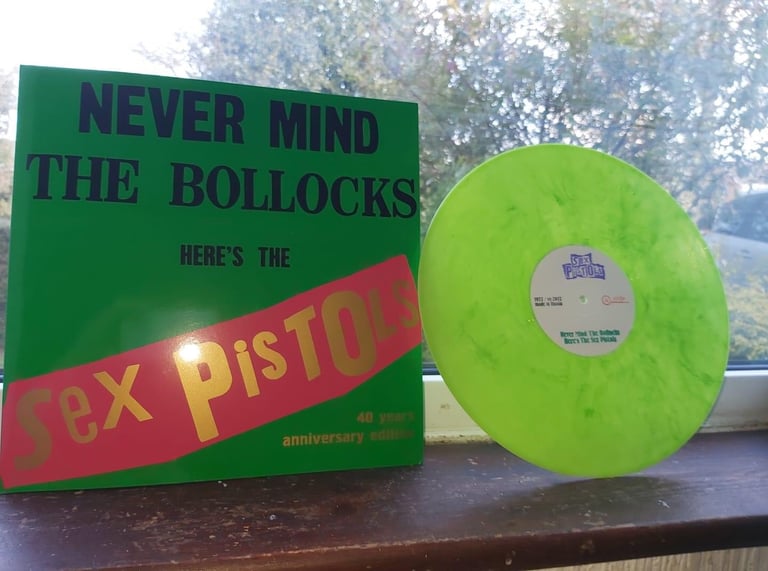 NEVER MIND
THE BOLLOCKS
HERE'S THE
Sex PisTOLS
40 years
anniversary edition
SEX
PISTOLS
Never Mind The Bollocks
Here's The Sex Pistols